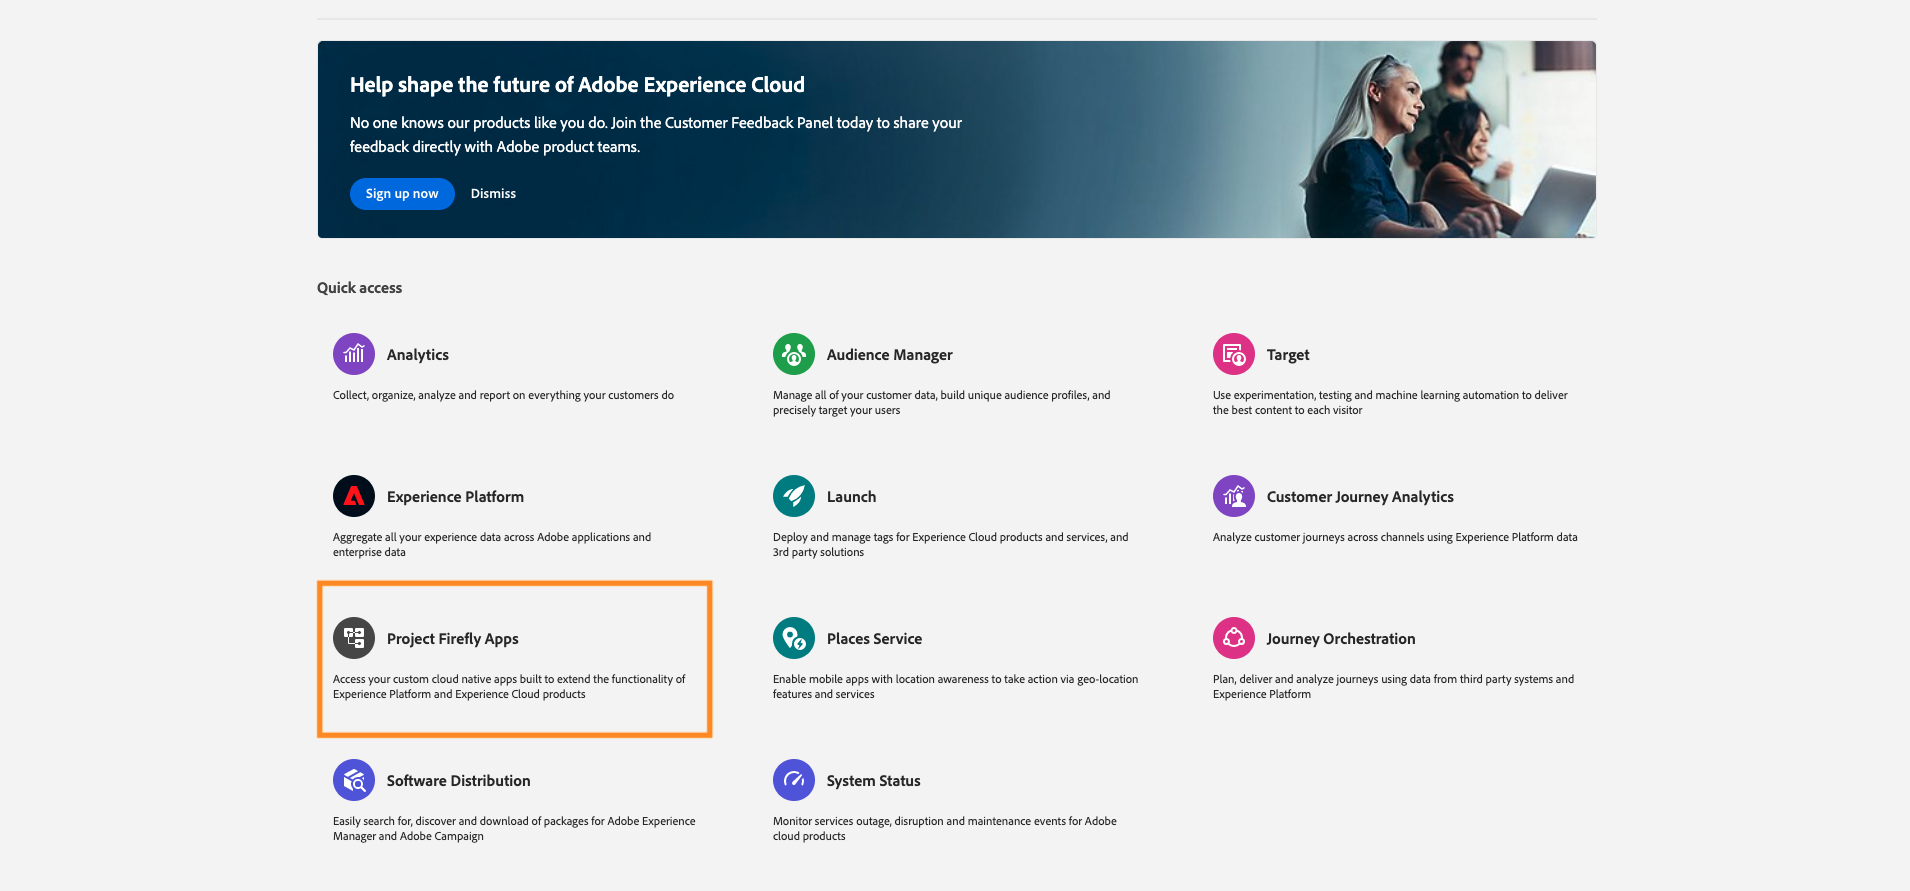 Help shape the future of Adobe Experience Cloud
No one knows our products like you do. Join the Customer Feedback Panel today to share your
feedback directly with Adobe product teams.
Sign up now
Dismiss
Quick access
Analytics
Collect, organize, analyze and report on everything your customers do
Audience Manager
Manage all of your customer data, build unique audience profiles, and
precisely target your users
Target
Use experimentation, testing and machine learning automation to deliver
the best content to each visitor
Experience Platform
Aggregate all your experience data across Adobe applications and
enterprise data
Launch
Deploy and manage tags for Experience Cloud products and services, and
3rd party solutions
Customer Journey Analytics
Analyze customer journeys across channels using Experience Platform data
Project Firefly Apps
Access your custom cloud native apps built to extend the functionality of
Experience Platform and Experience Cloud products
Places Service
Enable mobile apps with location awareness to take action via geo-location
features and services
Journey Orchestration
Plan, deliver and analyze journeys using data from third party systems and
Experience Platform
Software Distribution
Easily search for, discover and download of packages for Adobe Experience
Manager and Adobe Campaign
System Status
Monitor services outage, disruption and maintenance events for Adobe
cloud products